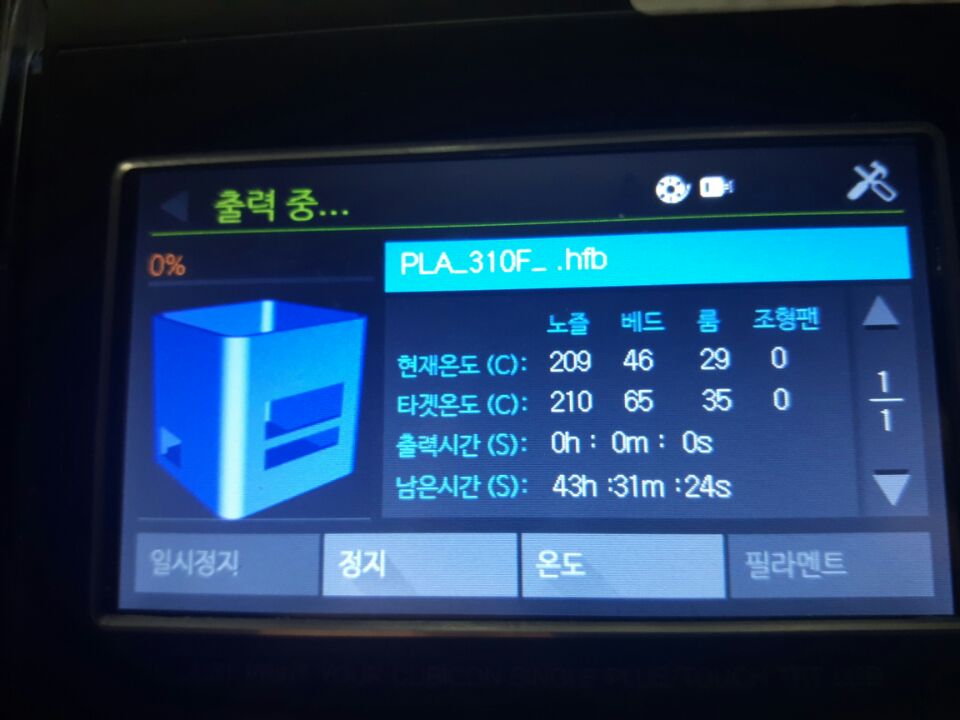 출력 중...
0%
PLA_310F_ .hfb
노즐 베드 룸 조형팬
현재온도 (C): 209 46 29 0
타겟온도 (C): 210 65 35 0
출력시간 (S): 0h : 0m : 0s
남은시간 (S): 43h :31m :24s
1
1
일시정지 정지 온도 필라멘트